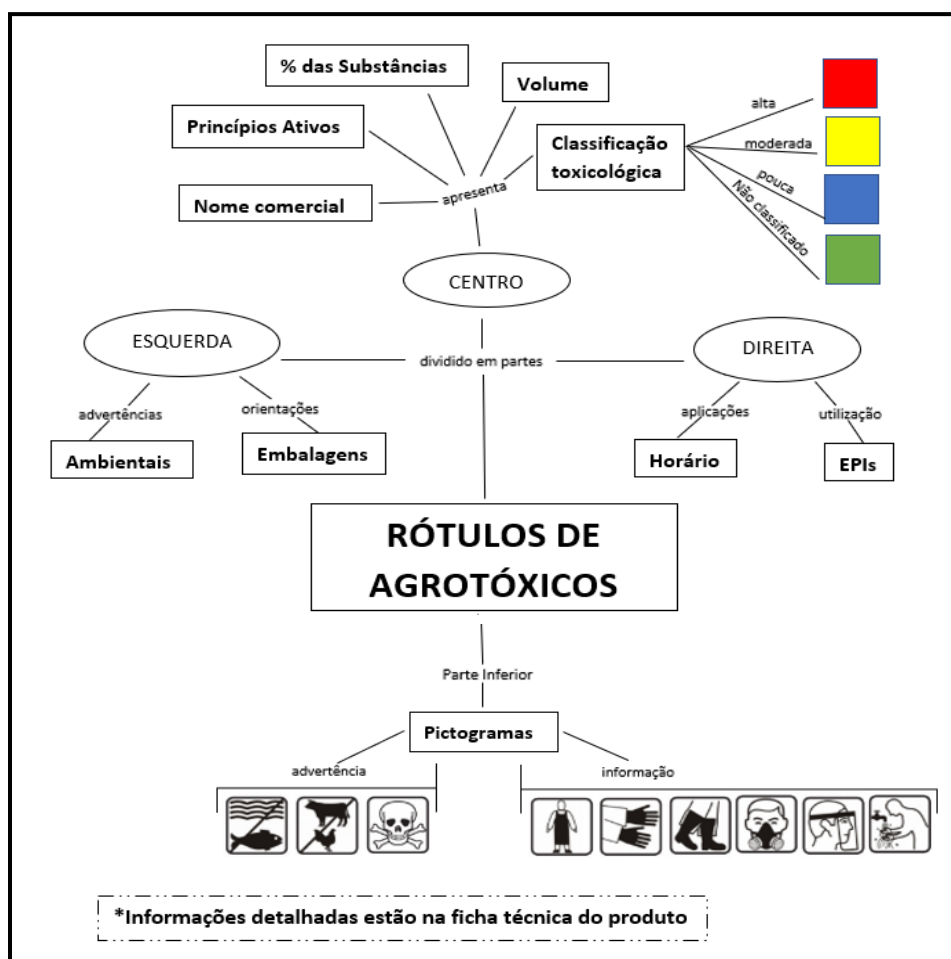 % das Substâncias
Volume
Princípios Ativos
Nome comercial
apresenta
Classificação
toxicológica
alta
moderada
pouca
Não classificado
CENTRO
ESQUERDA
dividido em partes
DIREITA
advertências
orientações
aplicações
utilização
Ambientais
Embalagens
Horário
EPIs
RÓTULOS DE
AGROTÓXICOS
Parte Inferior
Pictogramas
advertência
informação
*Informações detalhadas estão na ficha técnica do produto